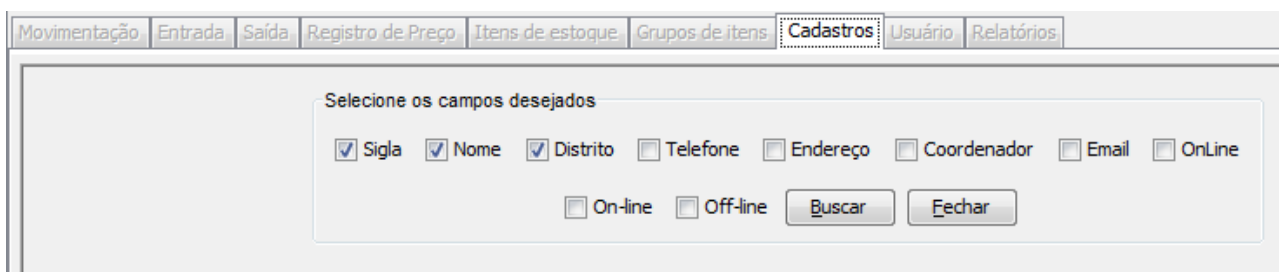 Movimentação Entrada Saída Registro de Preço Itens de estoque Grupos de itens Cadastros Usuário Relatórios
Selecione os campos desejados
Sigla Nome Distrito Telefone Endereço Coordenador Email OnLine
On-line Off-line Buscar Fechar